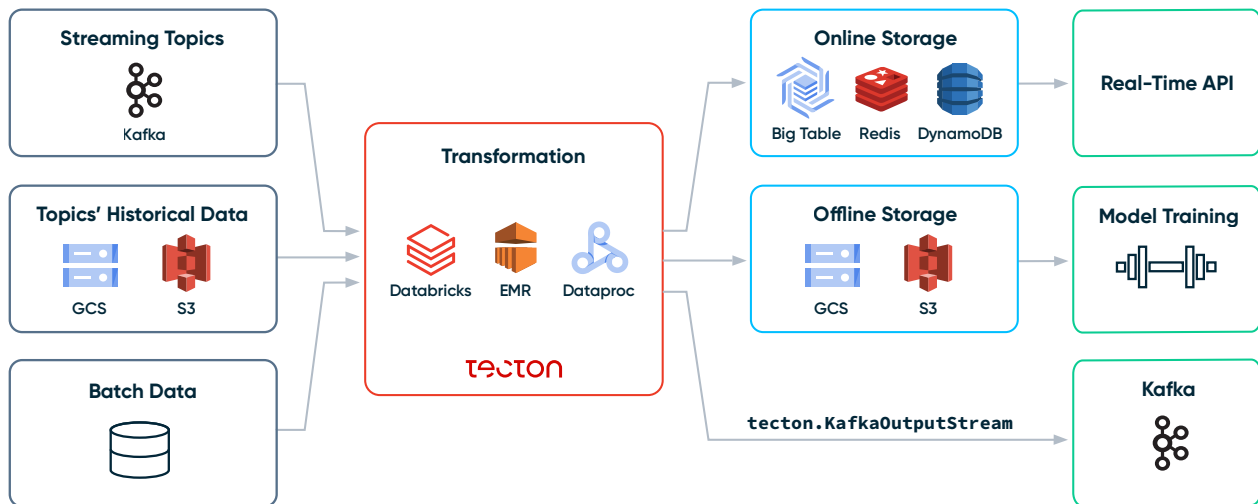 Streaming Topics
Kafka
Topics’ Historical Data
GCS
S3
Batch Data
Transformation
Databricks
EMR
Dataproc
tecton
Online Storage
Big Table
Redis
DynamoDB
Offline Storage
GCS
S3
tecton.KafkaOutputStream
Real-Time API
Model Training
Kafka